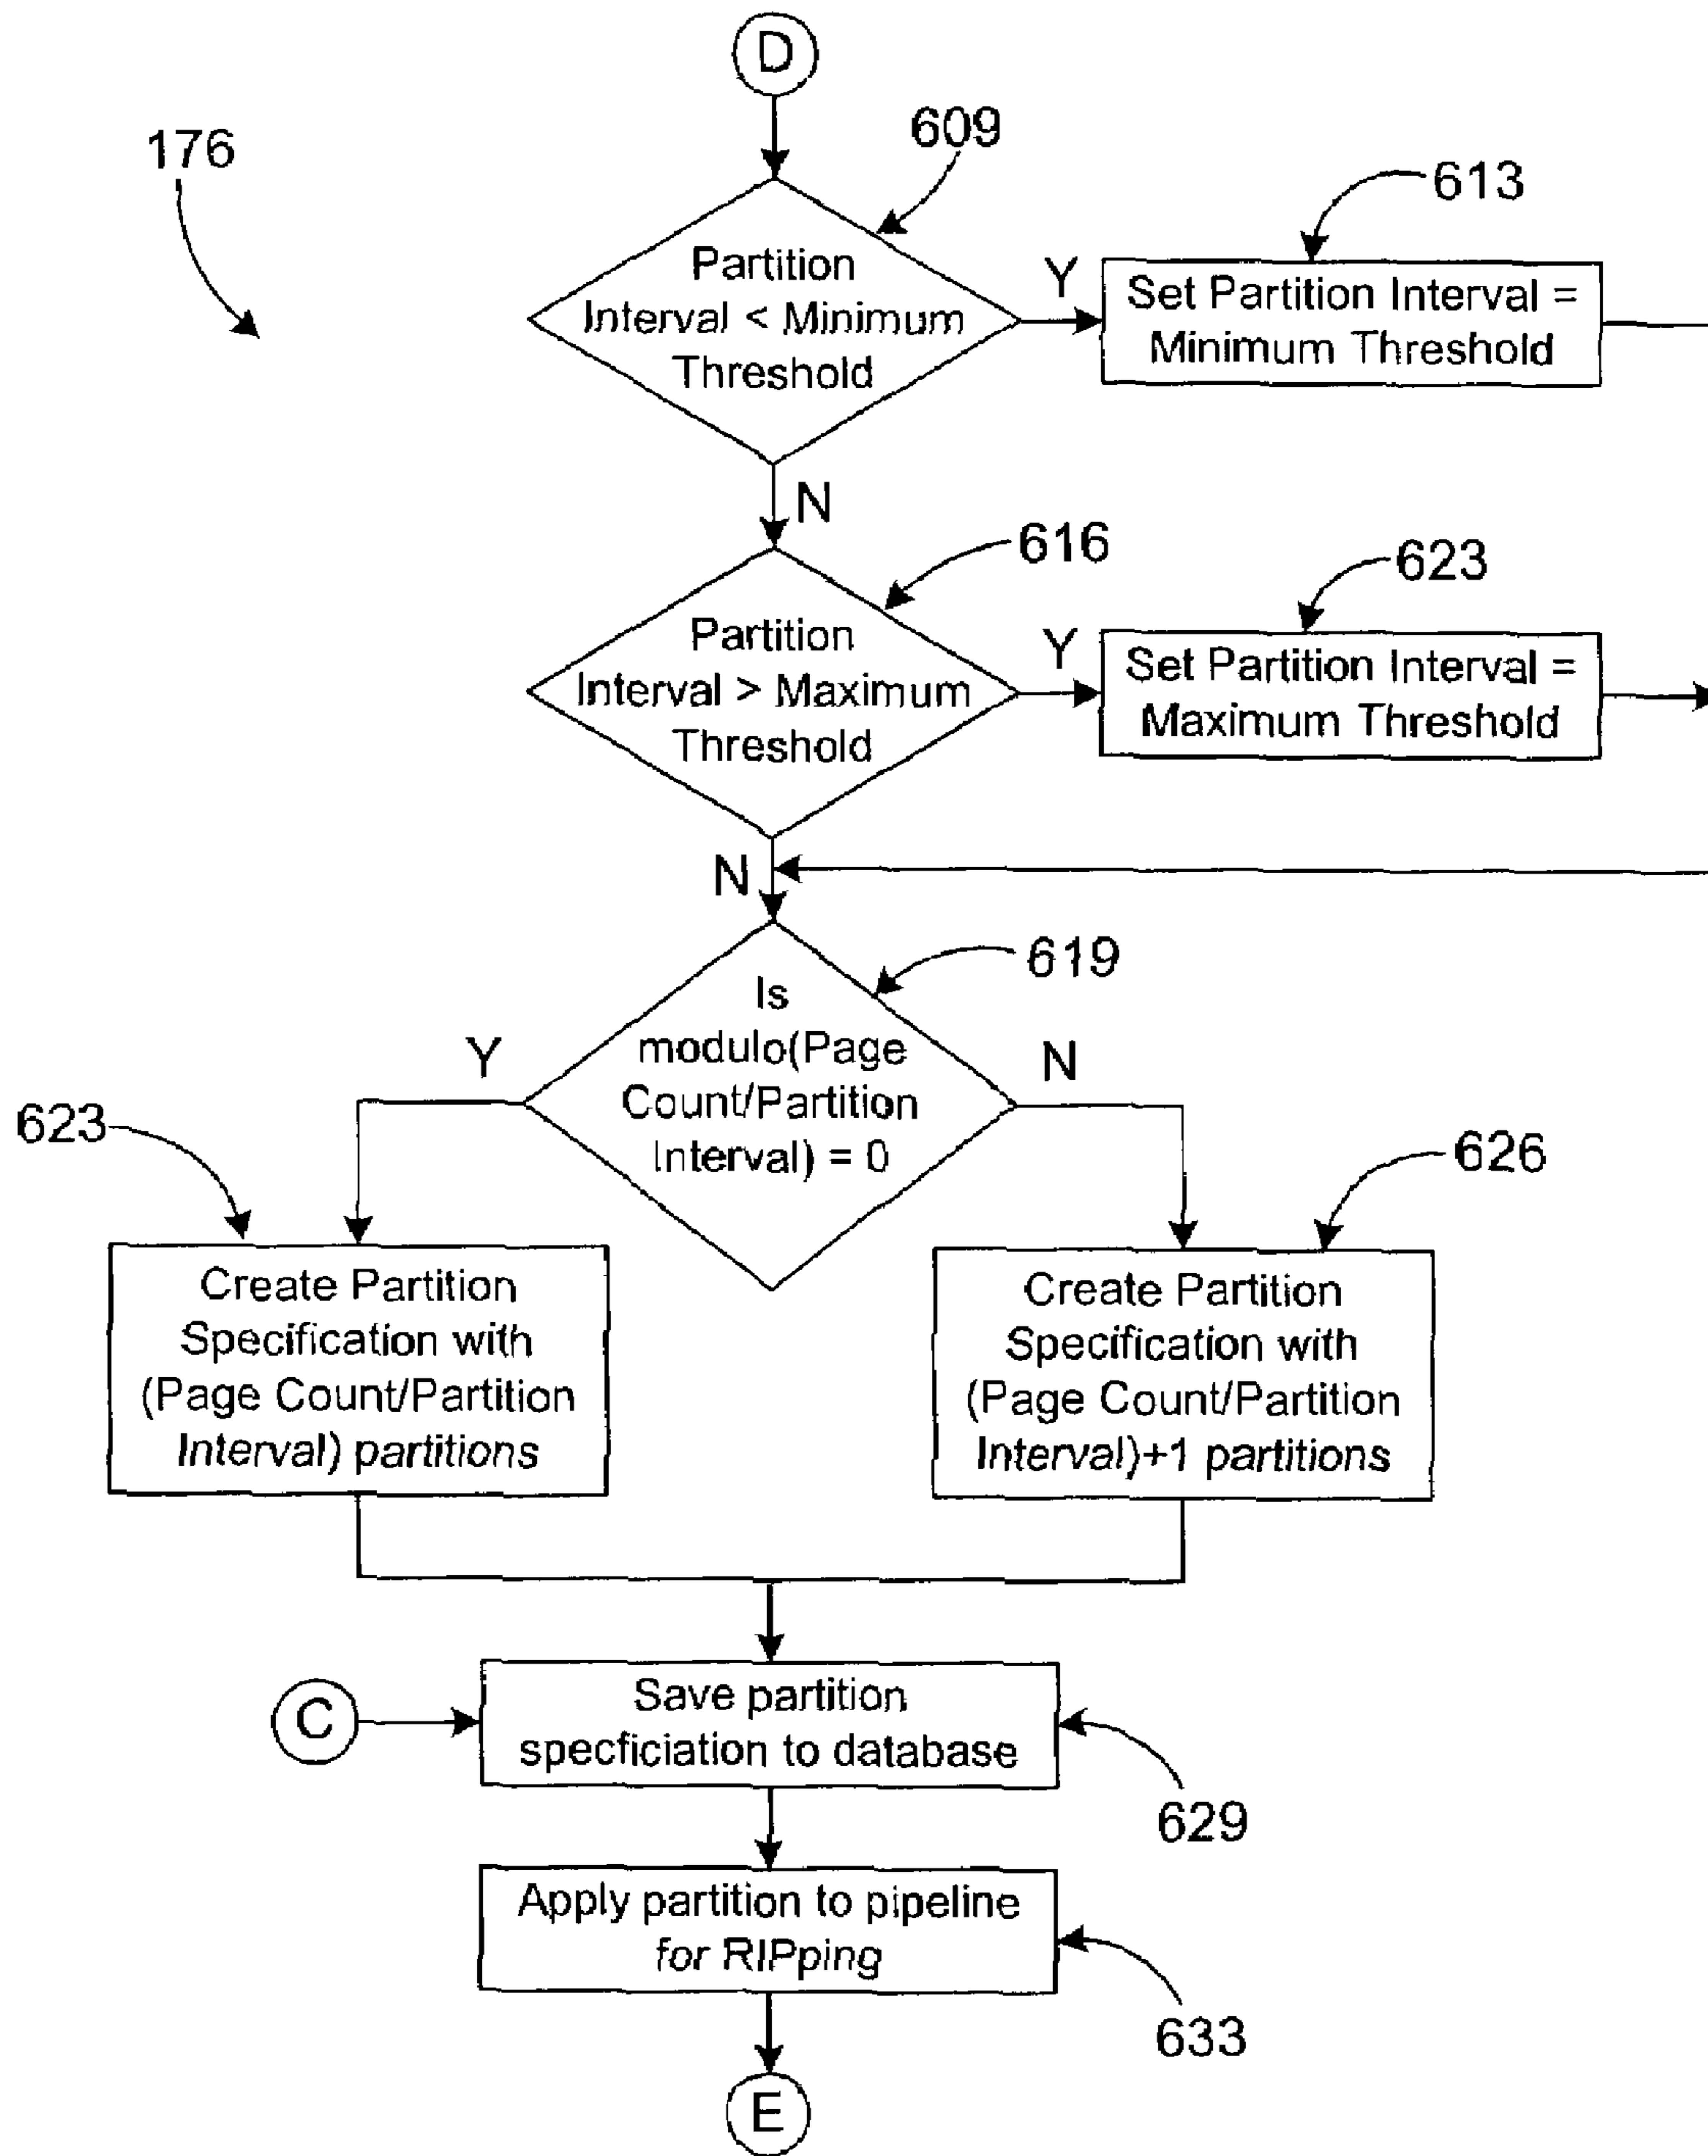 D
176
609
Partition
Interval < Minimum
Threshold
Y
613
Set Partition Interval =
Minimum Threshold
N
616
Partition
Interval > Maximum
Threshold
Y
623
Set Partition Interval =
Maximum Threshold
N
619
Is
modulo(Page
Count/Partition
Interval) = 0
Y
N
623
Create Partition
Specification with
(Page Count/Partition
Interval) partitions
626
Create Partition
Specification with
(Page Count/Partition
Interval)+1 partitions
C
Save partition
specficiation to database
629
Apply partition to pipeline
for RIPping
633
E